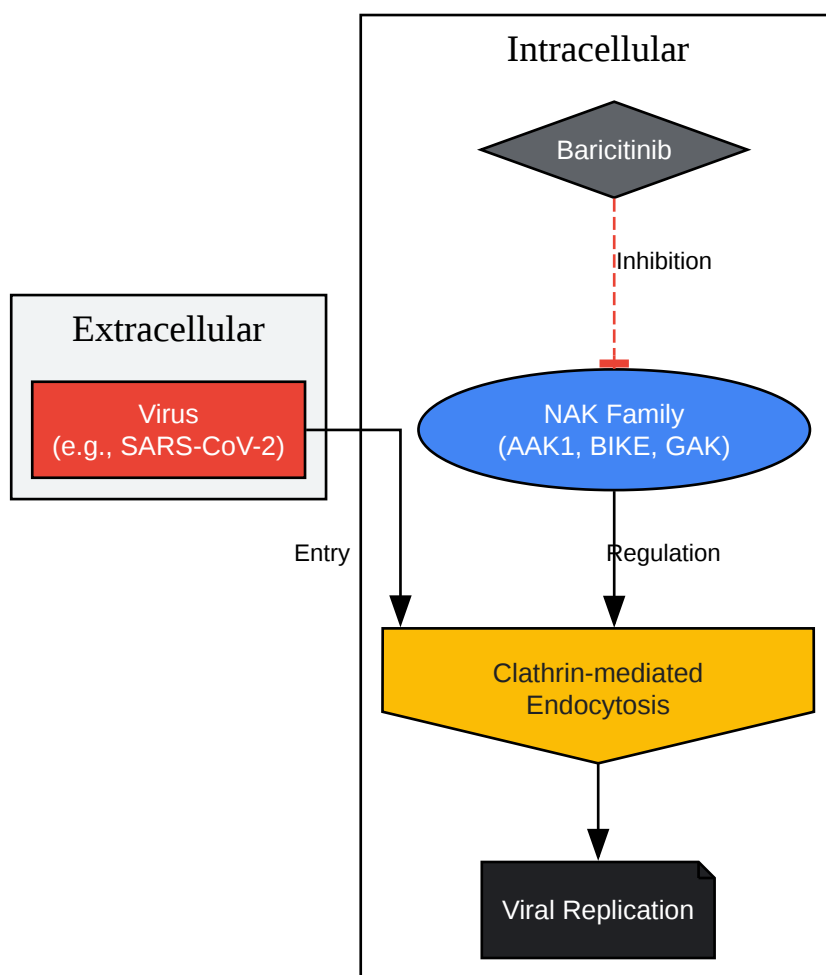 Intracellular
Baricitinib
Inhibition
Extracellular
Virus
(e.g., SARS-CoV-2)
NAK Family
(AAK1, BIKE, GAK)
Entry
Regulation
Clathrin-mediated
Endocytosis
Viral Replication